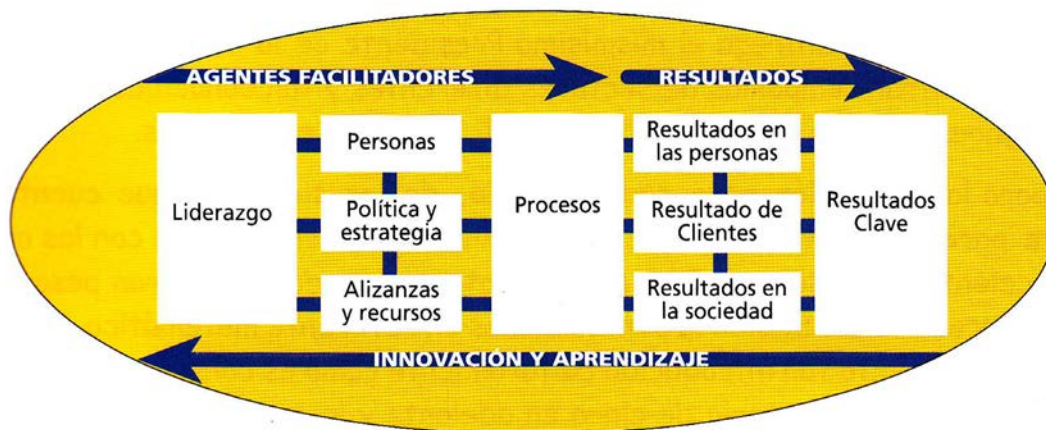 AGENTES FACILITADORES
RESULTADOS
Liderazgo
Personas
Política y
estrategia
Alizanzas
y recursos
Procesos
Resultados en
las personas
Resultado de
Clientes
Resultados en
la sociedad
Resultados
Clave
INNOVACIÓN Y APRENDIZAJE